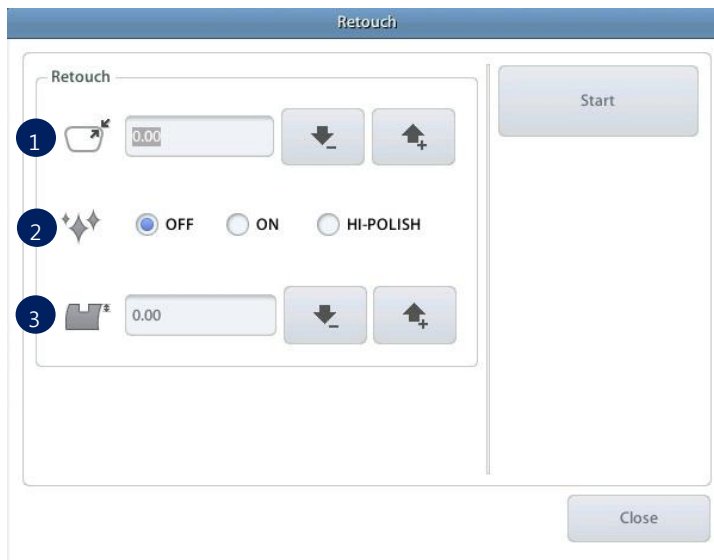 Retouch
Retouch
Start
1 0.00
2 OFF ON HI-POLISH
3 0.00
Close